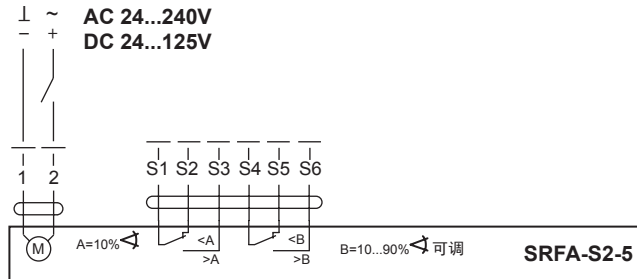 ⊥ ~ AC 24...240V
− + DC 24...125V
S1 S2 S3 S4 S5 S6
1 2
M A=10% <A >A <B >B B=10...90% 可调 SRFA-S2-5